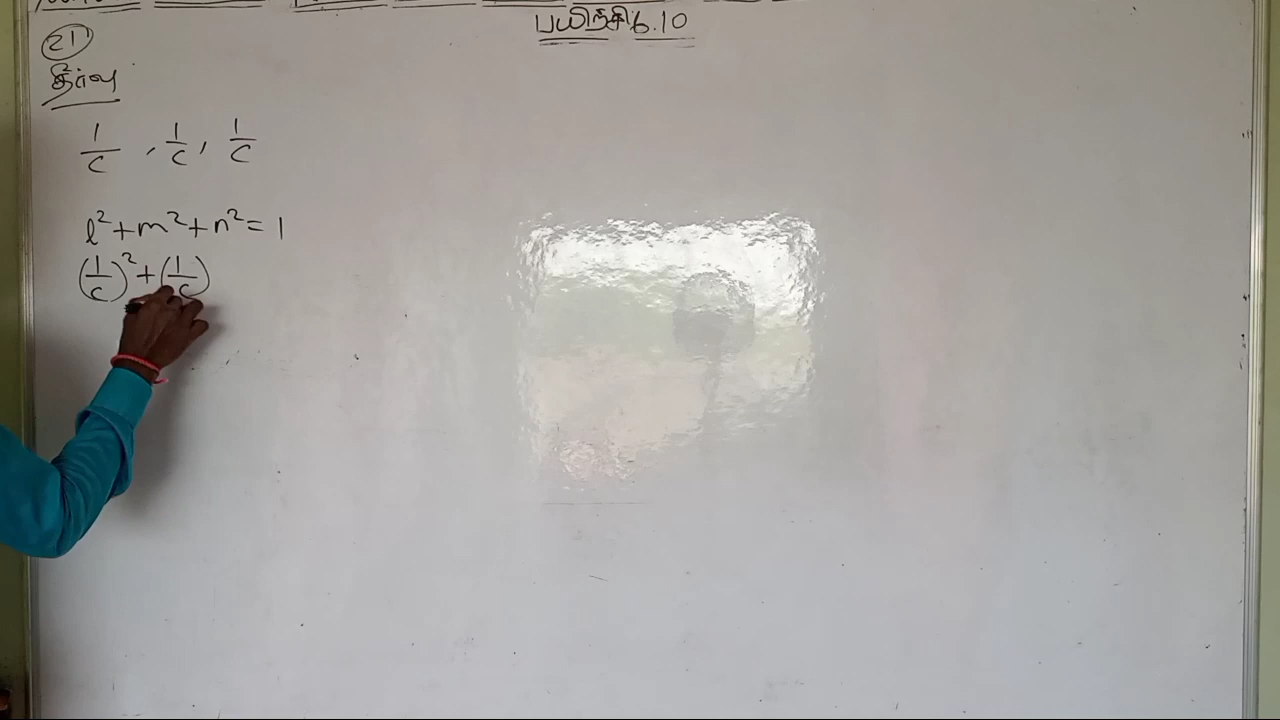 பயிற்சி 6.10
21)
தீர்வு
1/c , 1/c , 1/c
l² + m² + n² = 1
(1/c)² + (1/c)